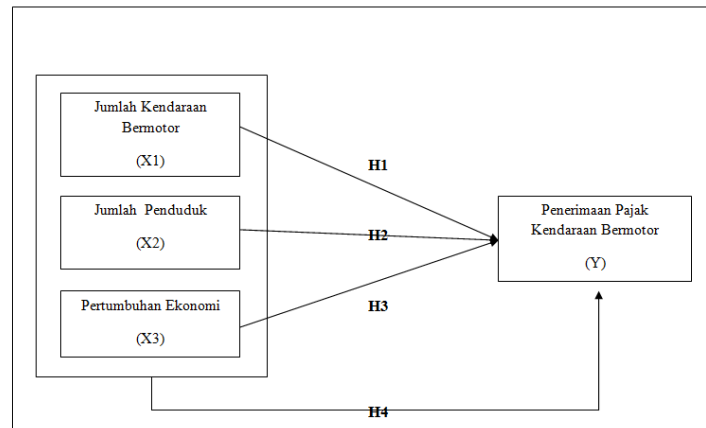 Jumlah Kendaraan
Bermotor
(X1)
H1
Jumlah Penduduk
(X2)
H2
Penerimaan Pajak
Kendaraan Bermotor
(Y)
Pertumbuhan Ekonomi
(X3)
H3
H4